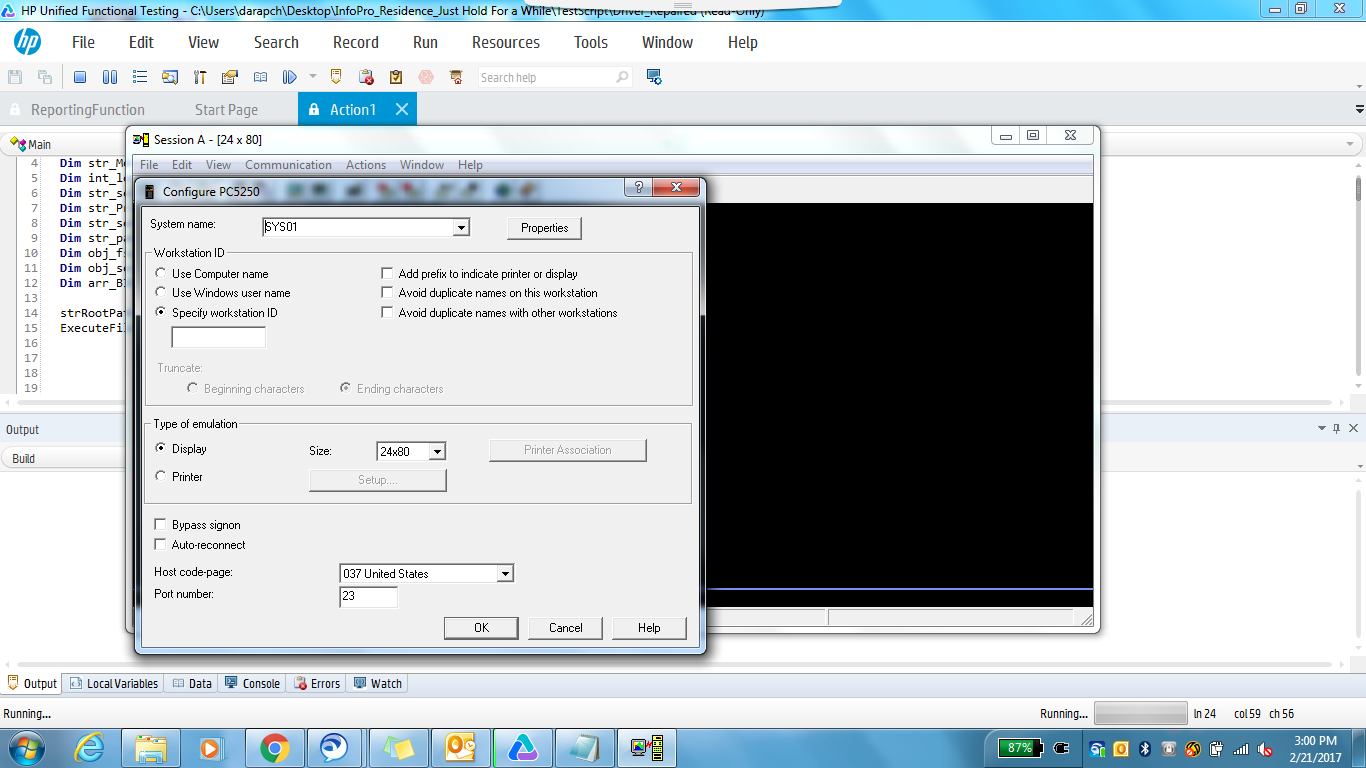 HP Unified Functional Testing - C:\Users\darapch\Desktop\InfoPro_Residence_Just Hold For a While\TestScript\Driver_Repaired (Read-Only)
hp File Edit View Search Record Run Resources Tools Window Help
Search help
ReportingFunction Start Page Action1
Main
Session A - [24 x 80]
File Edit View Communication Actions Window Help
4 Dim str_M
5 Dim int_l
6 Dim str_s
7 Dim str_P
8 Dim str_s
9 Dim str_pa
10 Dim obj_f
11 Dim obj_s
12 Dim arr_B
13
14 strRootPat
15 ExecuteFil
16
17
18
19
Configure PC5250
System name: SYS01 Properties
Workstation ID
Use Computer name Add prefix to indicate printer or display
Use Windows user name Avoid duplicate names on this workstation
Specify workstation ID Avoid duplicate names with other workstations
Truncate:
Beginning characters Ending characters
Type of emulation
Display Size: 24x80 Printer Association
Printer Setup....
Bypass signon
Auto-reconnect
Host code-page: 037 United States
Port number: 23
OK Cancel Help
Output
Build
Output Local Variables Data Console Errors Watch
Running... Running... ln 24 col 59 ch 56
87% 3:00 PM
2/21/2017